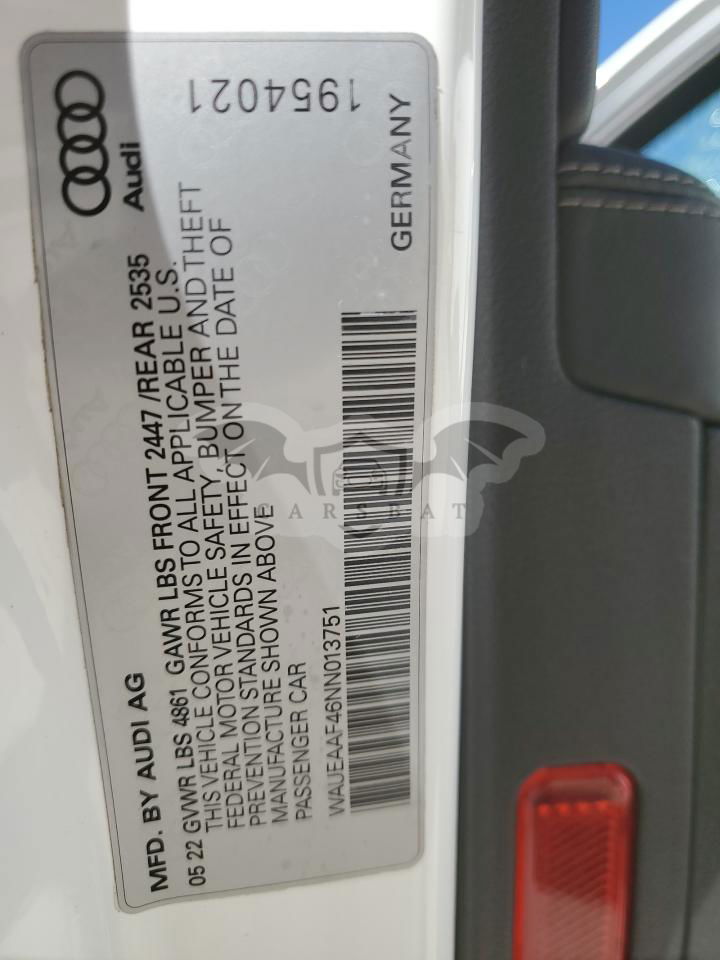 Audi
1954021
MFD. BY AUDI AG
GERMANY
05 22 GVWR LBS 4861 GAWR LBS FRONT 2447 /REAR 2535
THIS VEHICLE CONFORMS TO ALL APPLICABLE U.S.
FEDERAL MOTOR VEHICLE SAFETY, BUMPER AND THEFT
PREVENTION STANDARDS IN EFFECT ON THE DATE OF
MANUFACTURE SHOWN ABOVE
PASSENGER CAR
WAUEAAF46NN013751
CARSBAT